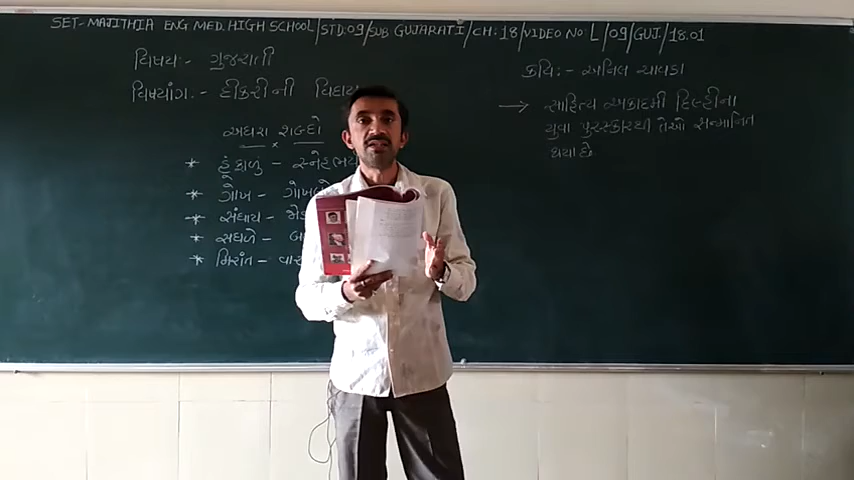 SET-MAJITHIA ENG MED. HIGH SCHOOL/STD:09/SUB GUJARATI/CH:18/VIDEO NO: L/09/GUJ./18.01
વિષય:- ગુજરાતી
વિષયાંગ.:- દીકરીની વિદાય
અઘરા શબ્દો
* હૂંફાળું - સ્નેહભર્યું
* ગોખ - ગોખલો
* સંધાય -
* સઘળે -
* મિરાંત -
કવિ:- અનિલ ચાવડા
→ સાહિત્ય અકાદમી દિલ્હીના
યુવા પુરસ્કારથી તેઓ સન્માનિત
થયા છે.